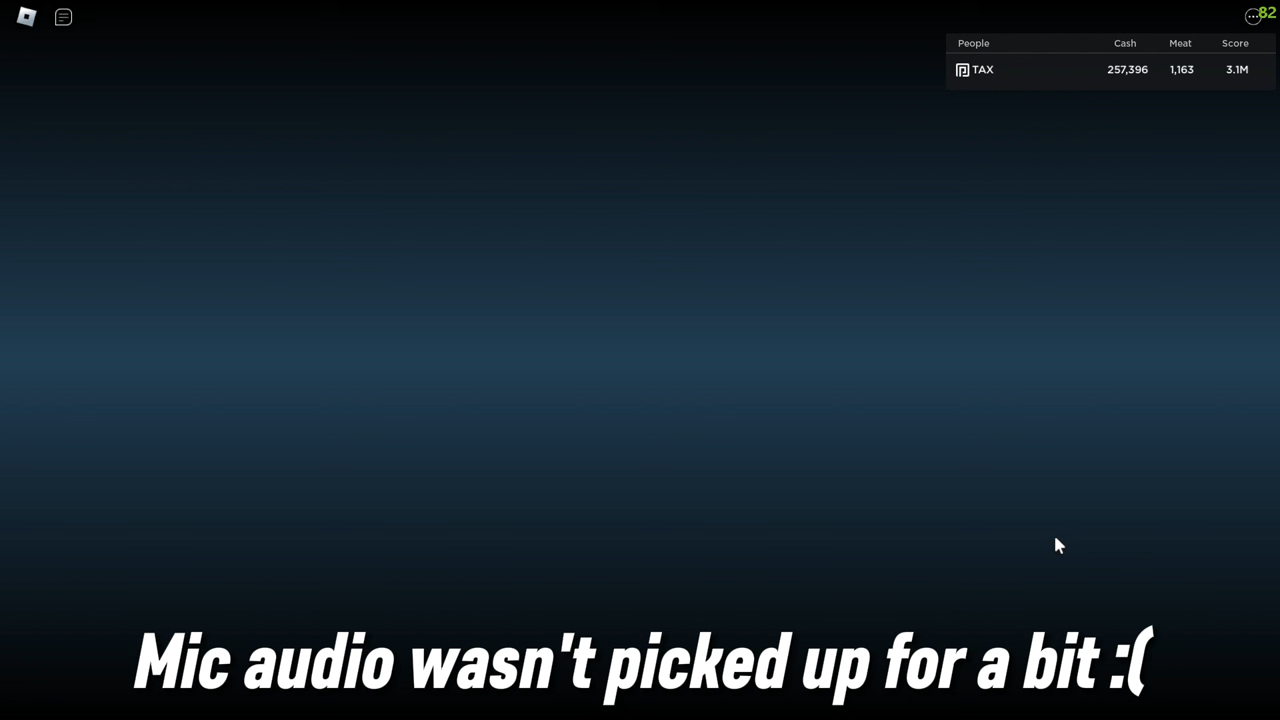 82
People Cash Meat Score
TAX 257,396 1,163 3.1M
Mic audio wasn't picked up for a bit :(